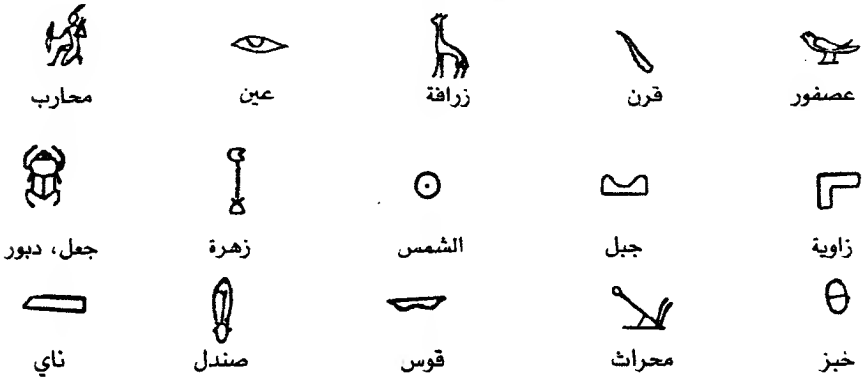 عصفور قرن زرافة عين محارب
زاوية جبل الشمس زهرة جعل، دبور
خبز محراث قوس صندل ناي